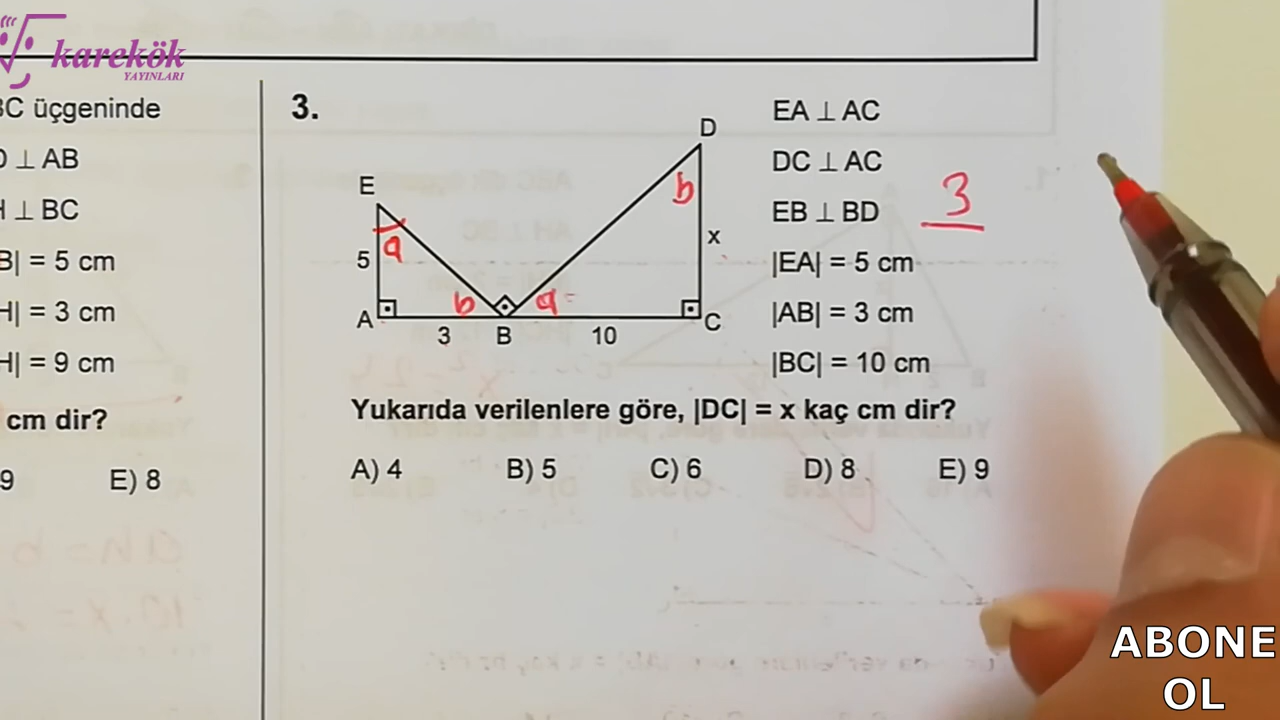 karekök
YAYINLARI
BC üçgeninde
⊥ AB
⊥ BC
B| = 5 cm
H| = 3 cm
H| = 9 cm
cm dir?
9 E) 8
3.
D
E
b
a
5
x
b
a
A
B
C
3
10
EA ⊥ AC
DC ⊥ AC
EB ⊥ BD
3
|EA| = 5 cm
|AB| = 3 cm
|BC| = 10 cm
Yukarıda verilenlere göre, |DC| = x kaç cm dir?
A) 4 B) 5 C) 6 D) 8 E) 9
ABONE
OL